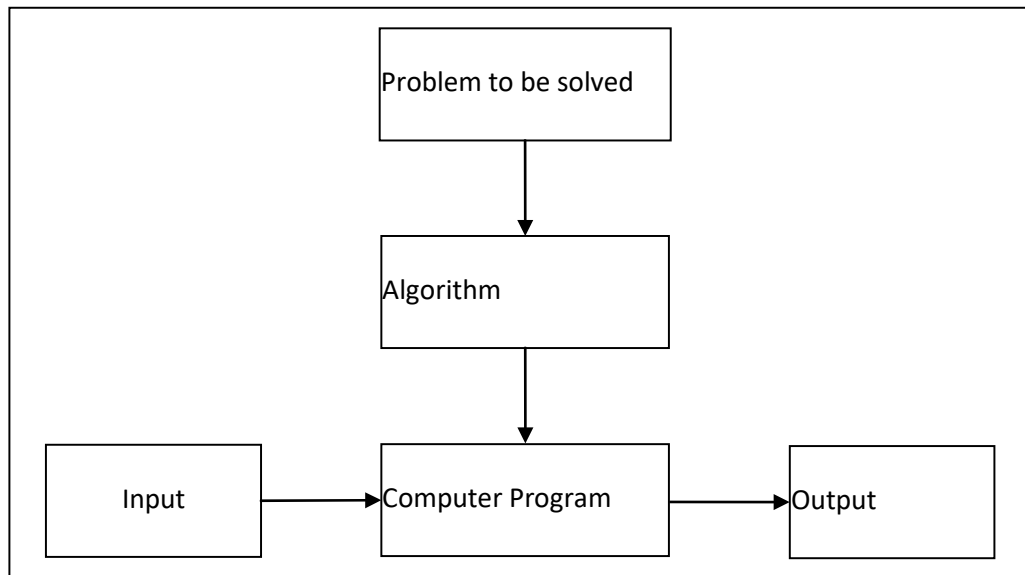 Problem to be solved
Algorithm
Input
Computer Program
Output